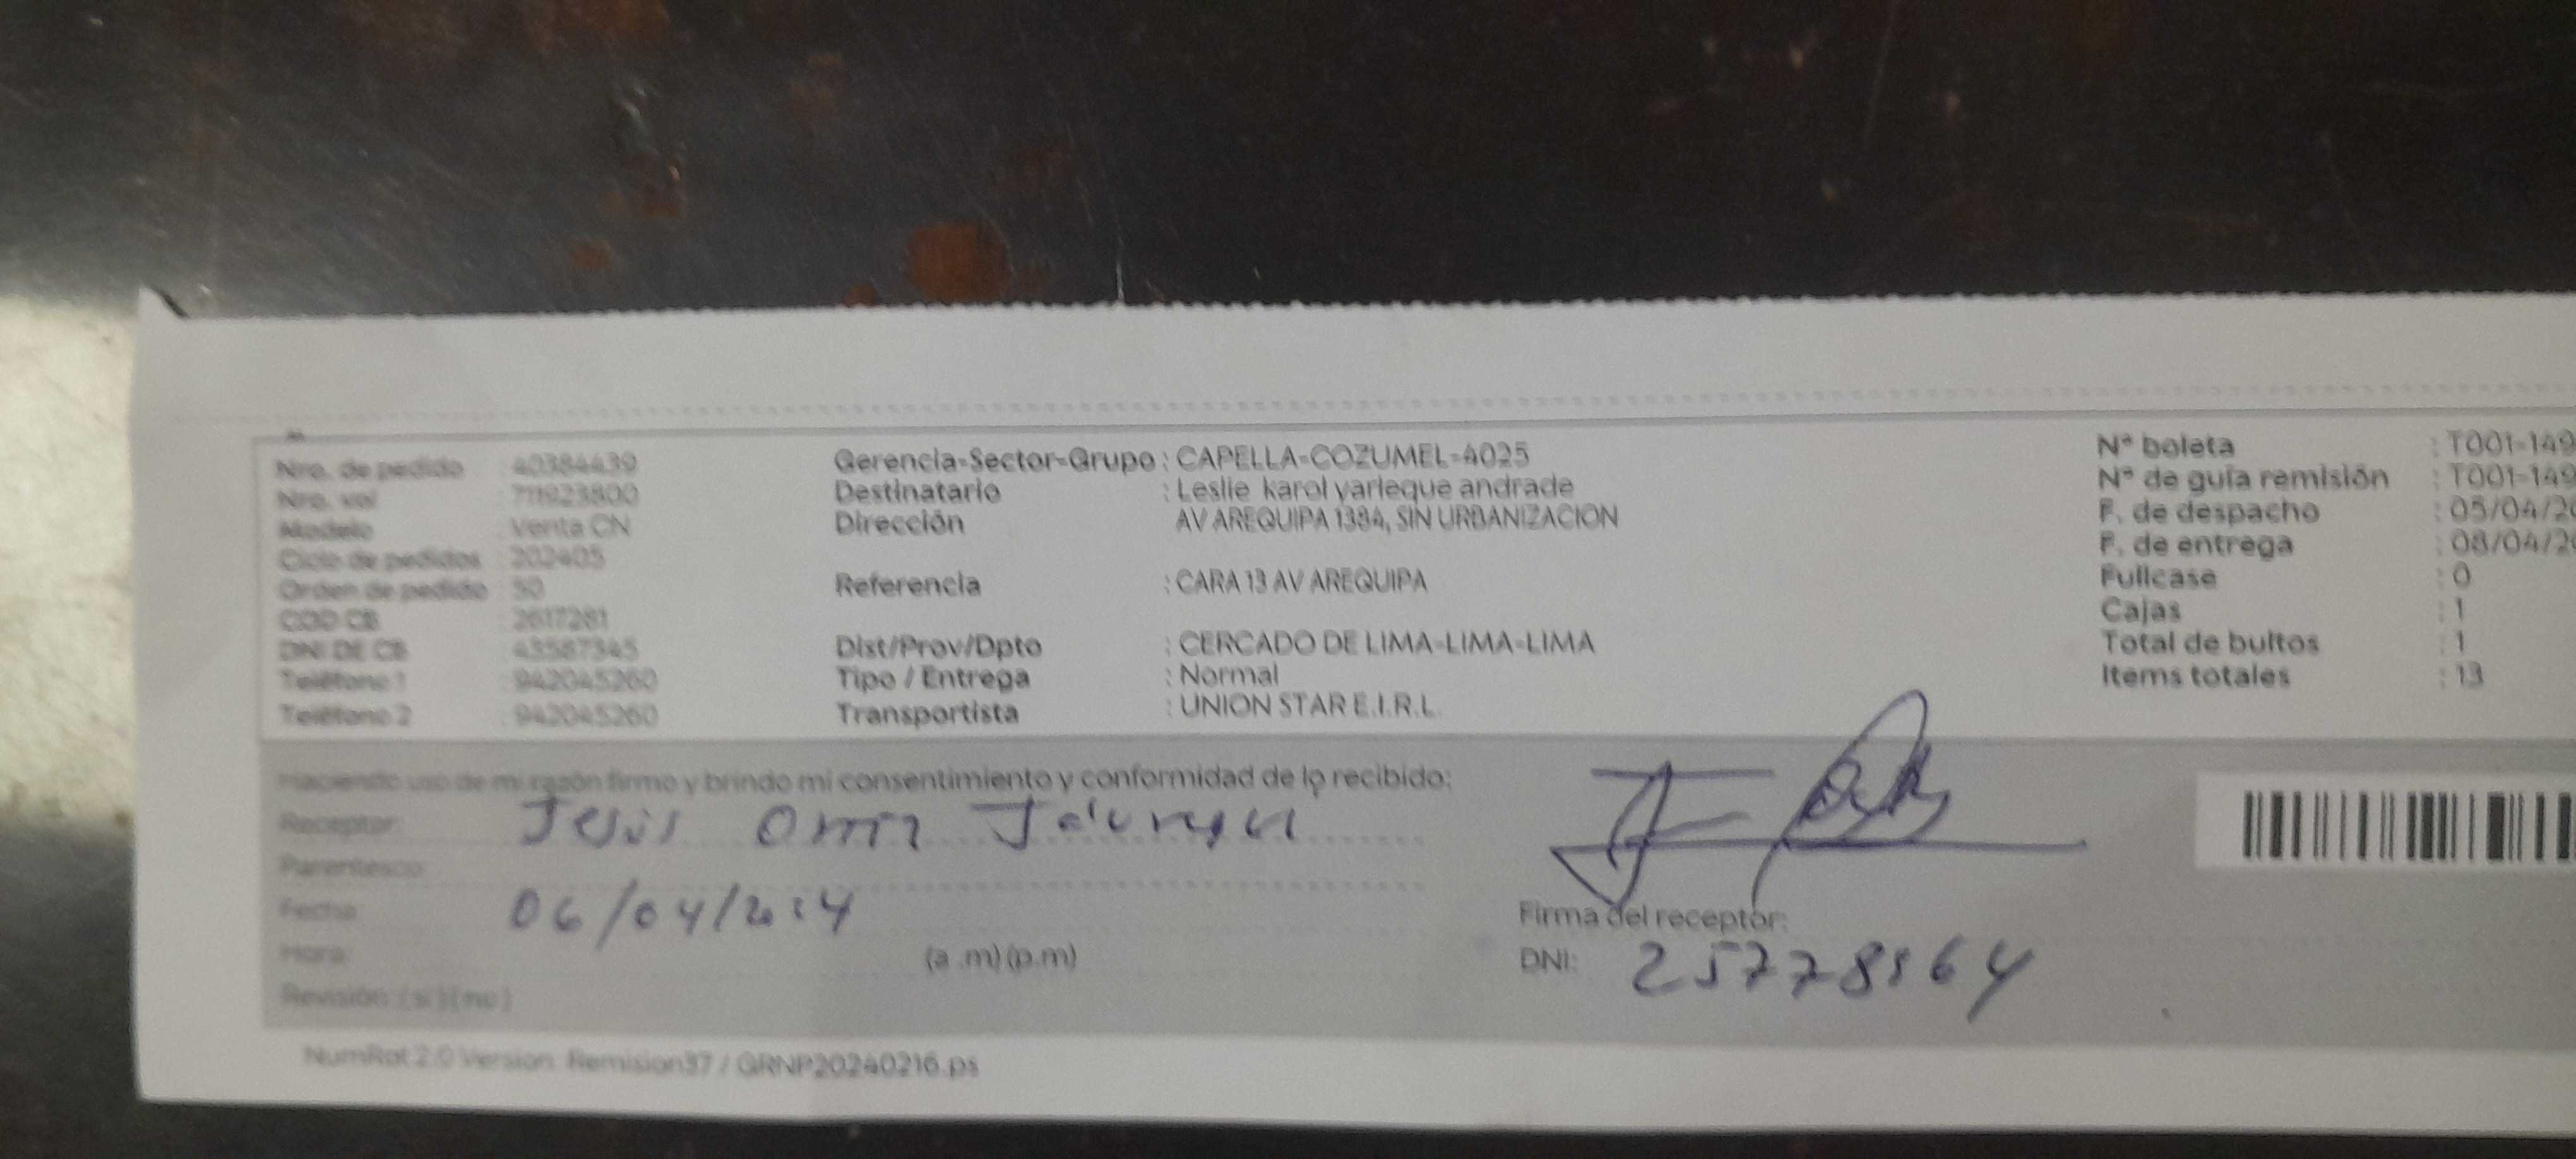 Nro. de pedido : 40384439
Nro. vol : 711923800
Modelo : Venta CN
Ciclo de pedidos : 202405
Orden de pedido : 50
COD CB : 2617281
DNI DE CB : 43587345
Teléfono 1 : 942045260
Teléfono 2 : 942045260
Gerencia-Sector-Grupo : CAPELLA-COZUMEL-4025
Destinatario : Leslie karol yarleque andrade
Dirección AV AREQUIPA 1384, SIN URBANIZACION
Referencia : CARA 13 AV AREQUIPA
Dist/Prov/Dpto : CERCADO DE LIMA-LIMA-LIMA
Tipo / Entrega : Normal
Transportista : UNION STAR E.I.R.L.
N° boleta : T001-149
N° de guía remisión : T001-149
F. de despacho : 05/04/20
F. de entrega : 08/04/20
Fullcase : 0
Cajas : 1
Total de bultos : 1
Items totales : 13
Haciendo uso de mi razón firmo y brindo mi consentimiento y conformidad de lo recibido:
Receptor: Jesús
Parentesco:
Fecha: 06/04/2024
Hora: (a .m) (p.m)
Revisión: (si) (no)
Firma del receptor:
DNI: 25778564
NumRot 2.0 Version: Remision37 / GRNP20240216.ps